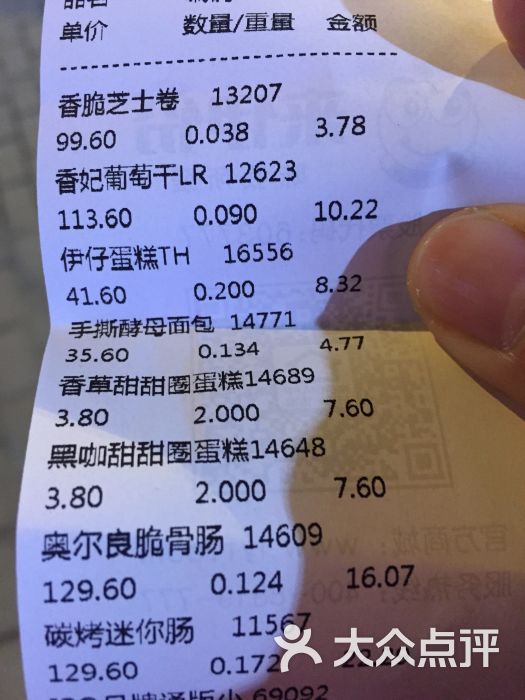 单价 数量/重量 金额
香脆芝士卷 13207
99.60 0.038 3.78
香妃葡萄干LR 12623
113.60 0.090 10.22
伊仔蛋糕TH 16556
41.60 0.200 8.32
手撕酵母面包 14771
35.60 0.134 4.77
香草甜甜圈蛋糕14689
3.80 2.000 7.60
黑咖甜甜圈蛋糕14648
3.80 2.000 7.60
奥尔良脆骨肠 14609
129.60 0.124 16.07
碳烤迷你肠 11567
129.60 0.172
69092
大众点评